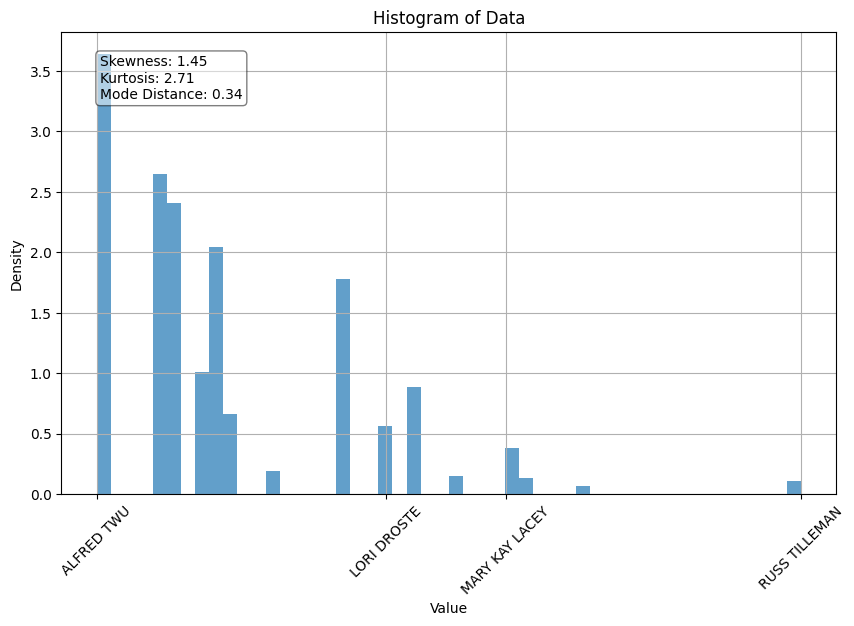 Histogram of Data
Skewness: 1.45
Kurtosis: 2.71
Mode Distance: 0.34
Density
3.5
3.0
2.5
2.0
1.5
1.0
0.5
0.0
ALFRED TWU
LORI DROSTE
MARY KAY LACEY
RUSS TILLEMAN
Value